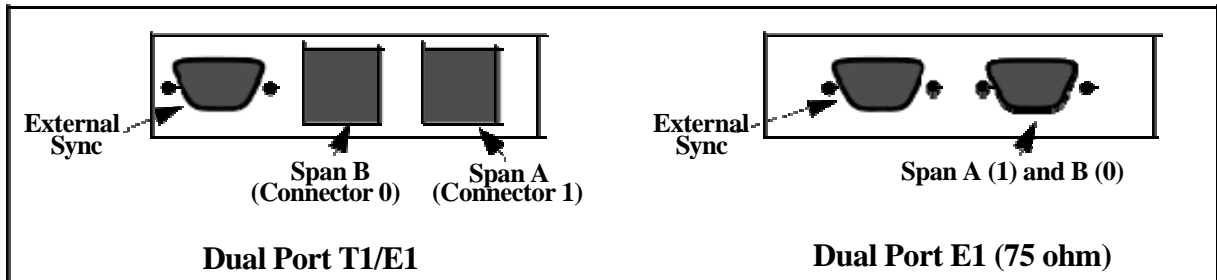 External
Sync
Span B
(Connector 0)
Span A
(Connector 1)
Dual Port T1/E1
External
Sync
Span A (1) and B (0)
Dual Port E1 (75 ohm)